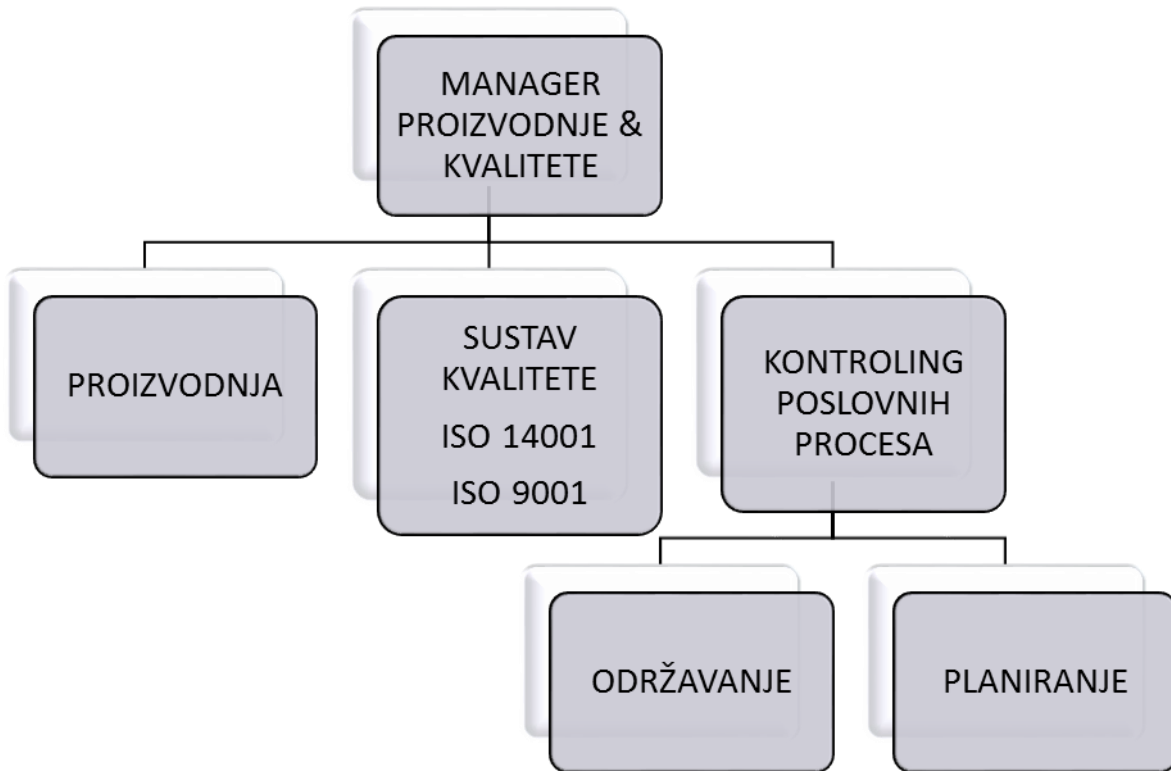 MANAGER
PROIZVODNJE &
KVALITETE
PROIZVODNJA
SUSTAV
KVALITETE
ISO 14001
ISO 9001
KONTROLING
POSLOVNIH
PROCESA
ODRŽAVANJE
PLANIRANJE